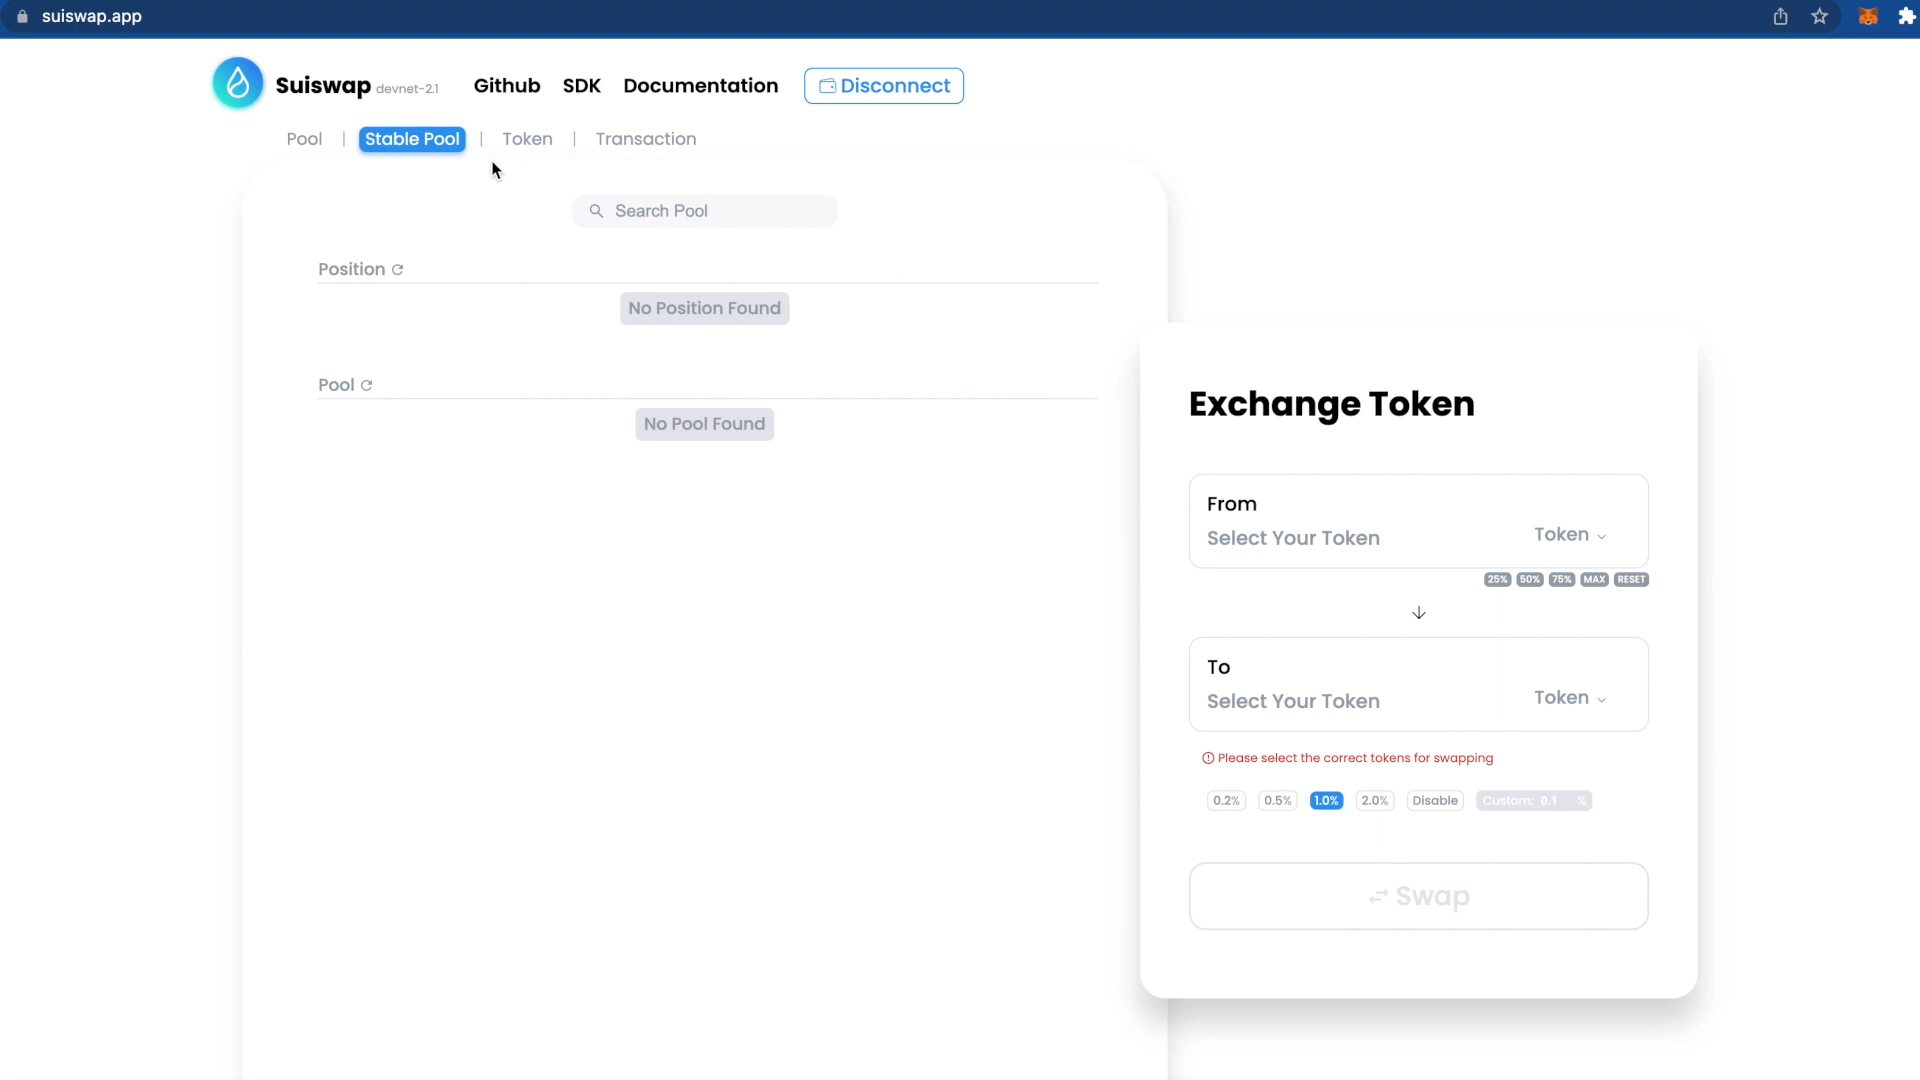 suiswap.app
Suiswap devnet-2.1 Github SDK Documentation Disconnect
Pool | Stable Pool | Token | Transaction
Search Pool
Position
No Position Found
Pool
No Pool Found
Exchange Token
From
Select Your Token Token
25% 50% 75% MAX RESET
To
Select Your Token Token
Please select the correct tokens for swapping
0.2% 0.5% 1.0% 2.0% Disable Custom: 0.1 %
Swap